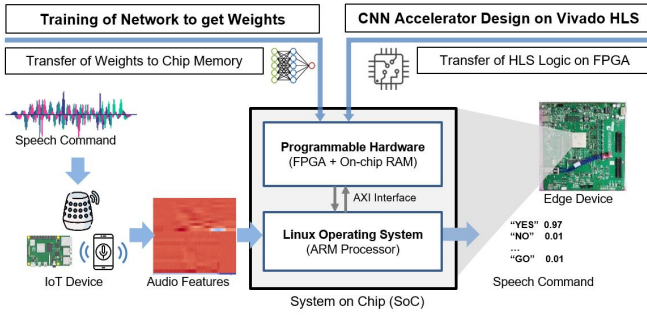 Training of Network to get Weights
CNN Accelerator Design on Vivado HLS
Transfer of Weights to Chip Memory
Transfer of HLS Logic on FPGA
Speech Command
Programmable Hardware
(FPGA + On-chip RAM)
AXI Interface
Linux Operating System
(ARM Processor)
System on Chip (SoC)
IoT Device
Audio Features
Edge Device
“YES” 0.97
“NO” 0.01
...
“GO” 0.01
Speech Command